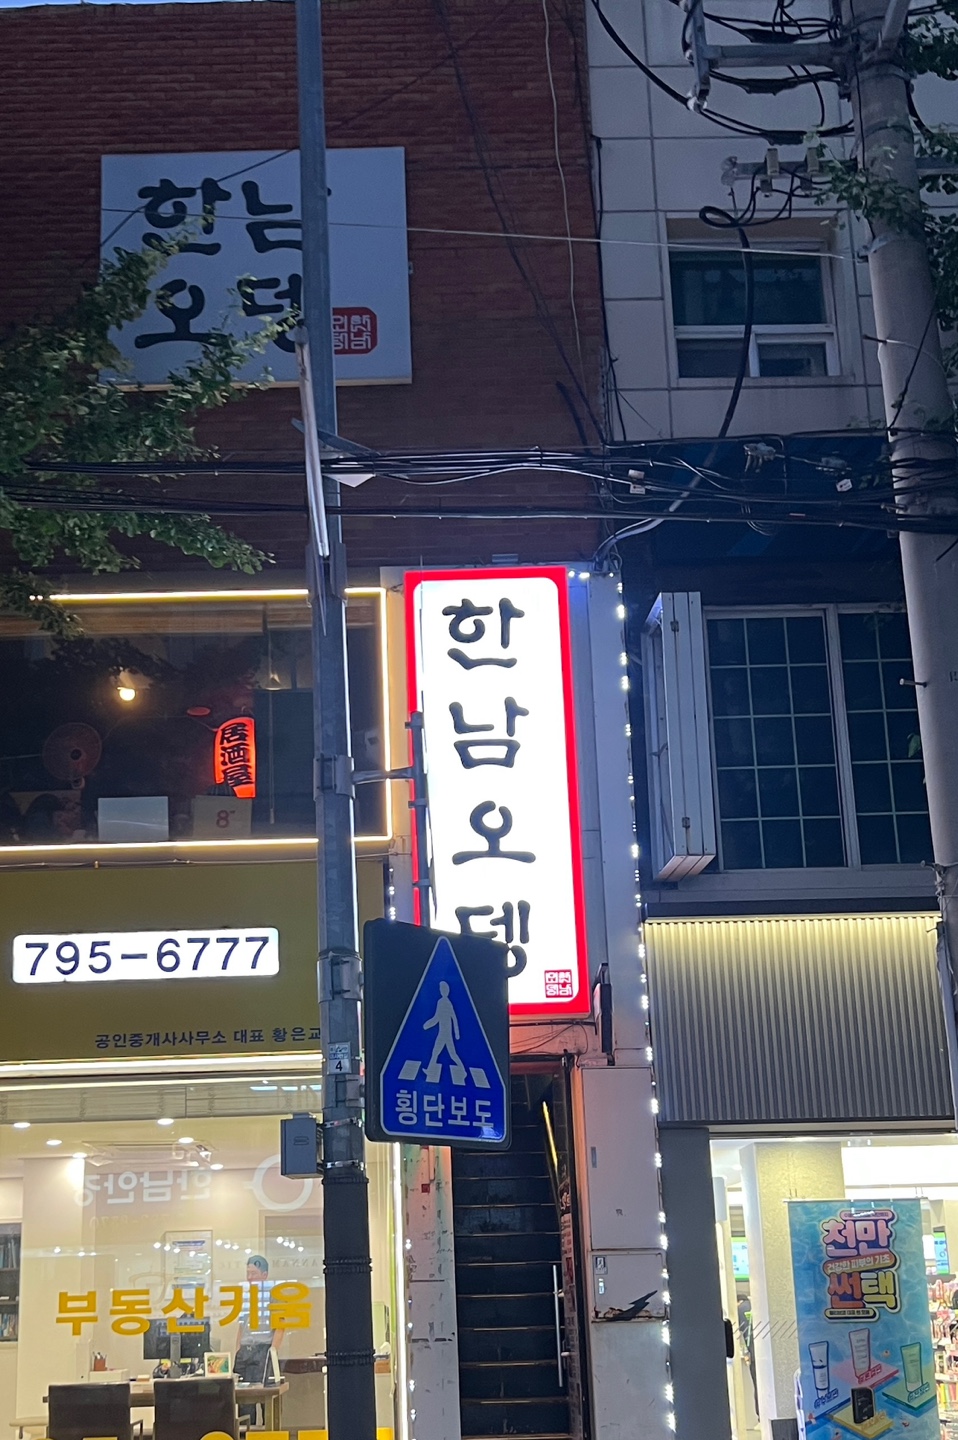 한남
오뎅
한남오뎅
居酒屋
795-6777
공인중개사사무소 대표 황은교
4
횡단보도
부동산키움
천만
썬택